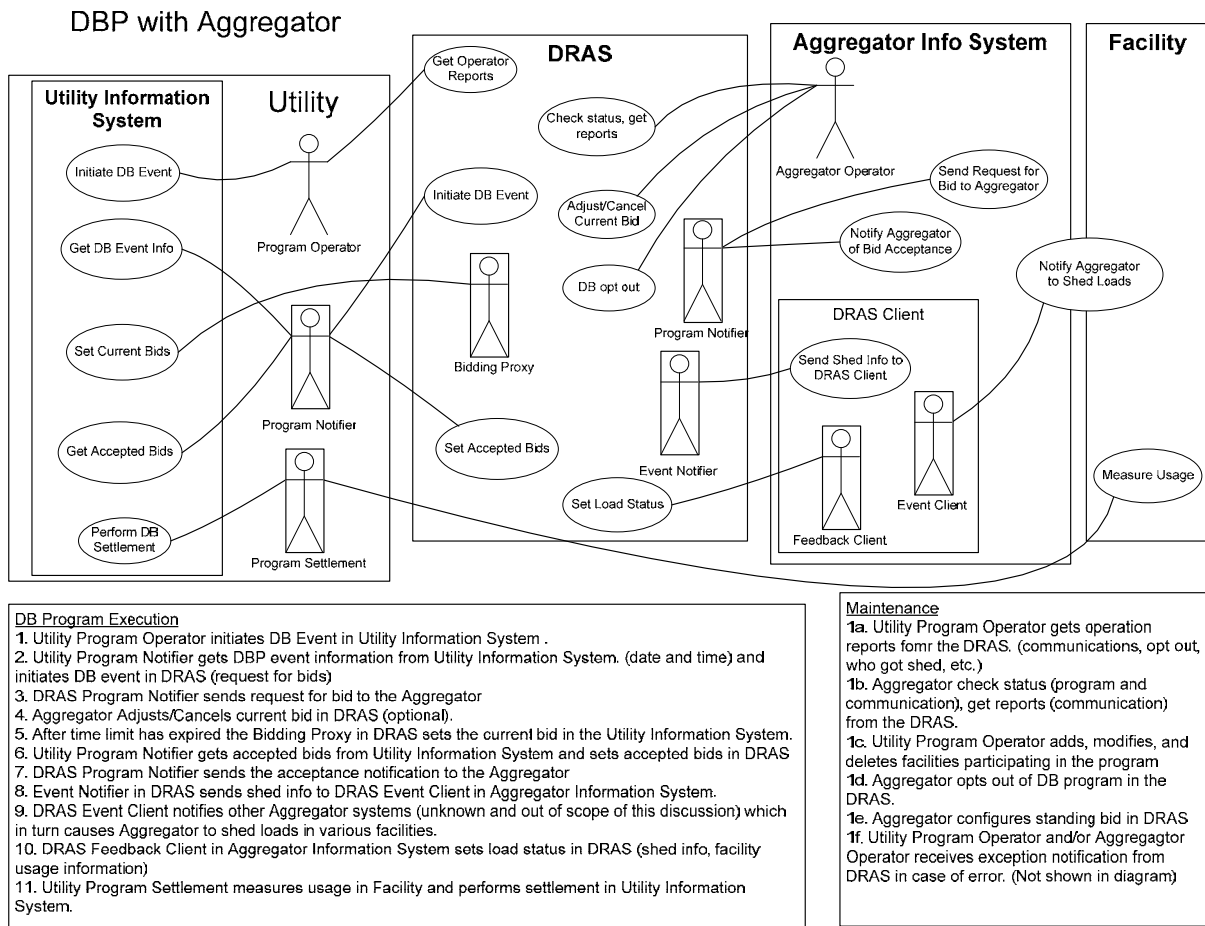 DBP with Aggregator
Utility Information
System
Utility
Initiate DB Event
Get DB Event Info
Set Current Bids
Get Accepted Bids
Perform DB
Settlement
Program Operator
Program Notifier
Program Settlement
DRAS
Get Operator
Reports
Check status, get
reports
Initiate DB Event
Adjust/Cancel
Current Bid
DB opt out
Program Notifier
Bidding Proxy
Set Accepted Bids
Event Notifier
Set Load Status
Aggregator Info System
Aggregator Operator
Send Request for
Bid to Aggregator
Notify Aggregator
of Bid Acceptance
DRAS Client
Send Shed Info to
DRAS Client
Event Client
Feedback Client
Facility
Notify Aggregator
to Shed Loads
Measure Usage
DB Program Execution
1. Utility Program Operator initiates DB Event in Utility Information System .
2. Utility Program Notifier gets DBP event information from Utility Information System. (date and time) and
initiates DB event in DRAS (request for bids)
3. DRAS Program Notifier sends request for bid to the Aggregator
4. Aggregator Adjusts/Cancels current bid in DRAS (optional).
5. After time limit has expired the Bidding Proxy in DRAS sets the current bid in the Utility Information System.
6. Utility Program Notifier gets accepted bids from Utility Information System and sets accepted bids in DRAS
7. DRAS Program Notifier sends the acceptance notification to the Aggregator
8. Event Notifier in DRAS sends shed info to DRAS Event Client in Aggregator Information System.
9. DRAS Event Client notifies other Aggregator systems (unknown and out of scope of this discussion) which
in turn causes Aggregator to shed loads in various facilities.
10. DRAS Feedback Client in Aggregator Information System sets load status in DRAS (shed info, facility
usage information)
11. Utility Program Settlement measures usage in Facility and performs settlement in Utility Information
System.
Maintenance
1a. Utility Program Operator gets operation
reports fomr the DRAS. (communications, opt out,
who got shed, etc.)
1b. Aggregator check status (program and
communication), get reports (communication)
from the DRAS.
1c. Utility Program Operator adds, modifies, and
deletes facilities participating in the program
1d. Aggregator opts out of DB program in the
DRAS.
1e. Aggregator configures standing bid in DRAS
1f. Utility Program Operator and/or Aggregagtor
Operator receives exception notification from
DRAS in case of error. (Not shown in diagram)